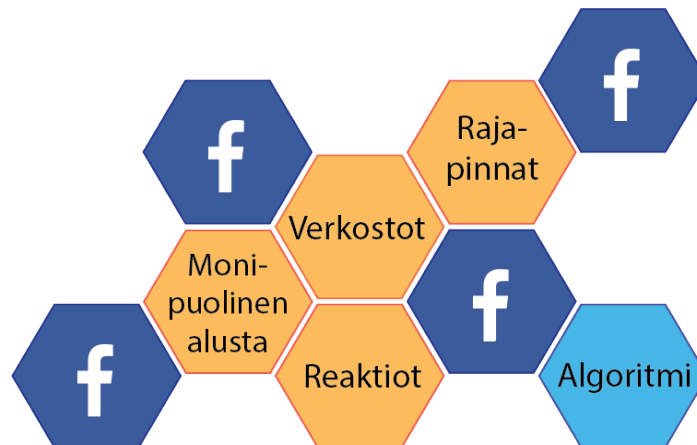 Raja-
pinnat
Verkostot
Moni-
puolinen
alusta
Reaktiot
Algoritmi